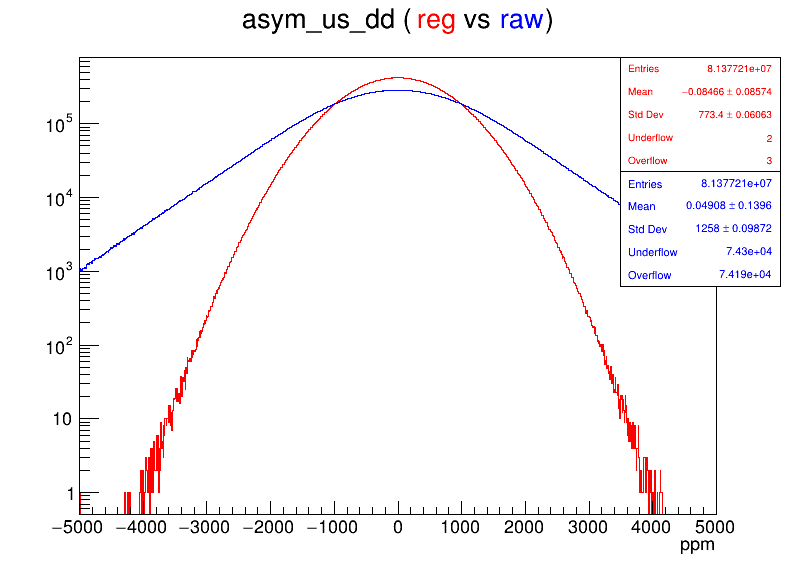 asym_us_dd ( reg vs raw)
Entries 8.137721e+07
Mean −0.08466 ± 0.08574
Std Dev 773.4 ± 0.06063
Underflow 2
Overflow 3
Entries 8.137721e+07
Mean 0.04908 ± 0.1396
Std Dev 1258 ± 0.09872
Underflow 7.43e+04
Overflow 7.419e+04
10^5
10^4
10^3
10^2
10
1
−5000 −4000 −3000 −2000 −1000 0 1000 2000 3000 4000 5000
ppm